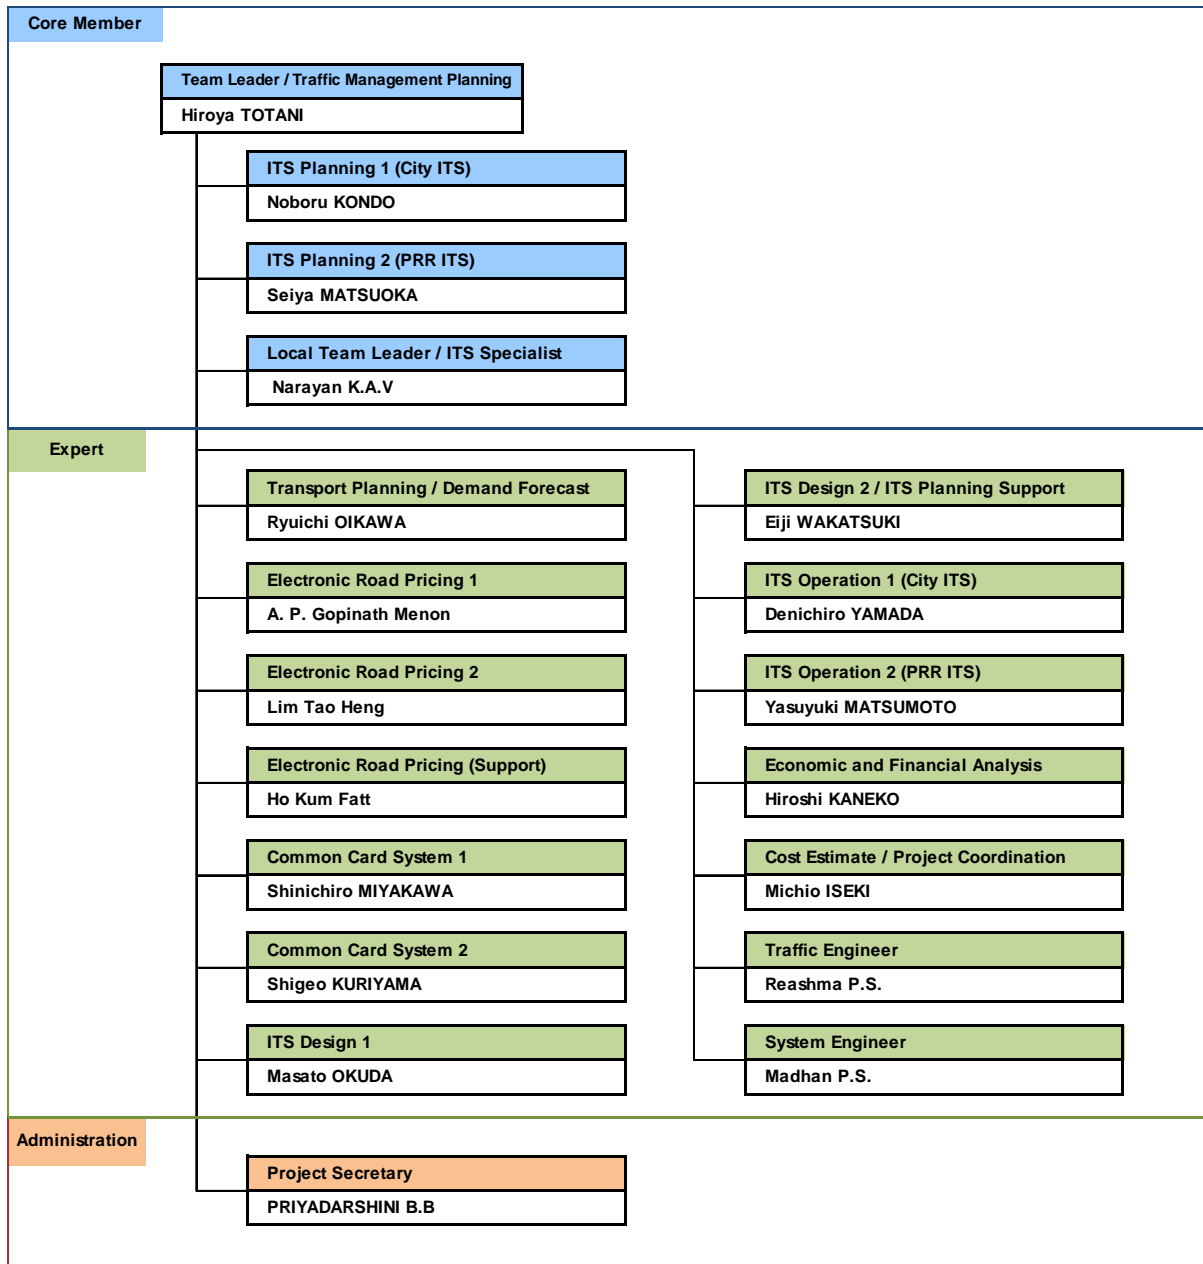 Core Member
Team Leader / Traffic Management Planning
Hiroya TOTANI
ITS Planning 1 (City ITS)
Noboru KONDO
ITS Planning 2 (PRR ITS)
Seiya MATSUOKA
Local Team Leader / ITS Specialist
Narayan K.A.V
Expert
Transport Planning / Demand Forecast
Ryuichi OIKAWA
Electronic Road Pricing 1
A. P. Gopinath Menon
Electronic Road Pricing 2
Lim Tao Heng
Electronic Road Pricing (Support)
Ho Kum Fatt
Common Card System 1
Shinichiro MIYAKAWA
Common Card System 2
Shigeo KURIYAMA
ITS Design 1
Masato OKUDA
ITS Design 2 / ITS Planning Support
Eiji WAKATSUKI
ITS Operation 1 (City ITS)
Denichiro YAMADA
ITS Operation 2 (PRR ITS)
Yasuyuki MATSUMOTO
Economic and Financial Analysis
Hiroshi KANEKO
Cost Estimate / Project Coordination
Michio ISEKI
Traffic Engineer
Reashma P.S.
System Engineer
Madhan P.S.
Administration
Project Secretary
PRIYADARSHINI B.B